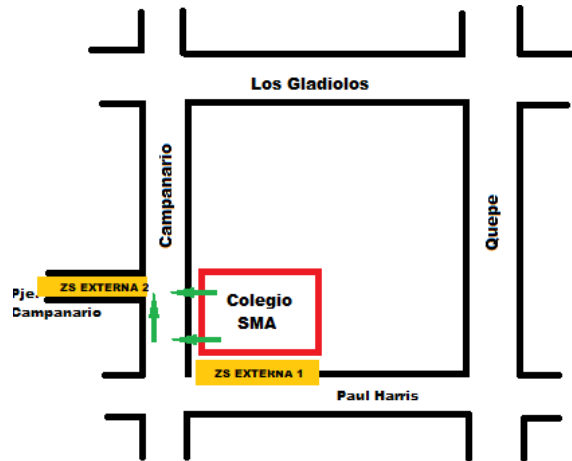 Los Gladiolos
Campanario
Quepe
ZS EXTERNA 2
Pje.
Campanario
Colegio
SMA
ZS EXTERNA 1
Paul Harris